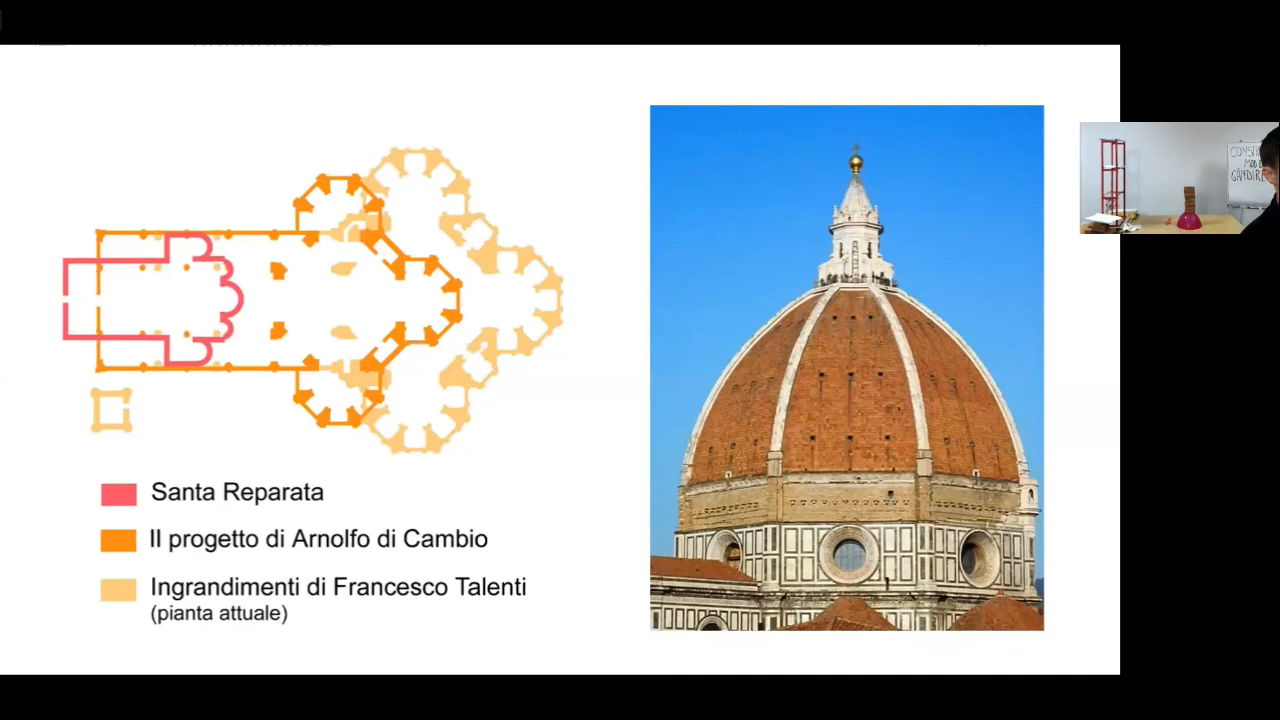 Santa Reparata
Il progetto di Arnolfo di Cambio
Ingrandimenti di Francesco Talenti
(pianta attuale)